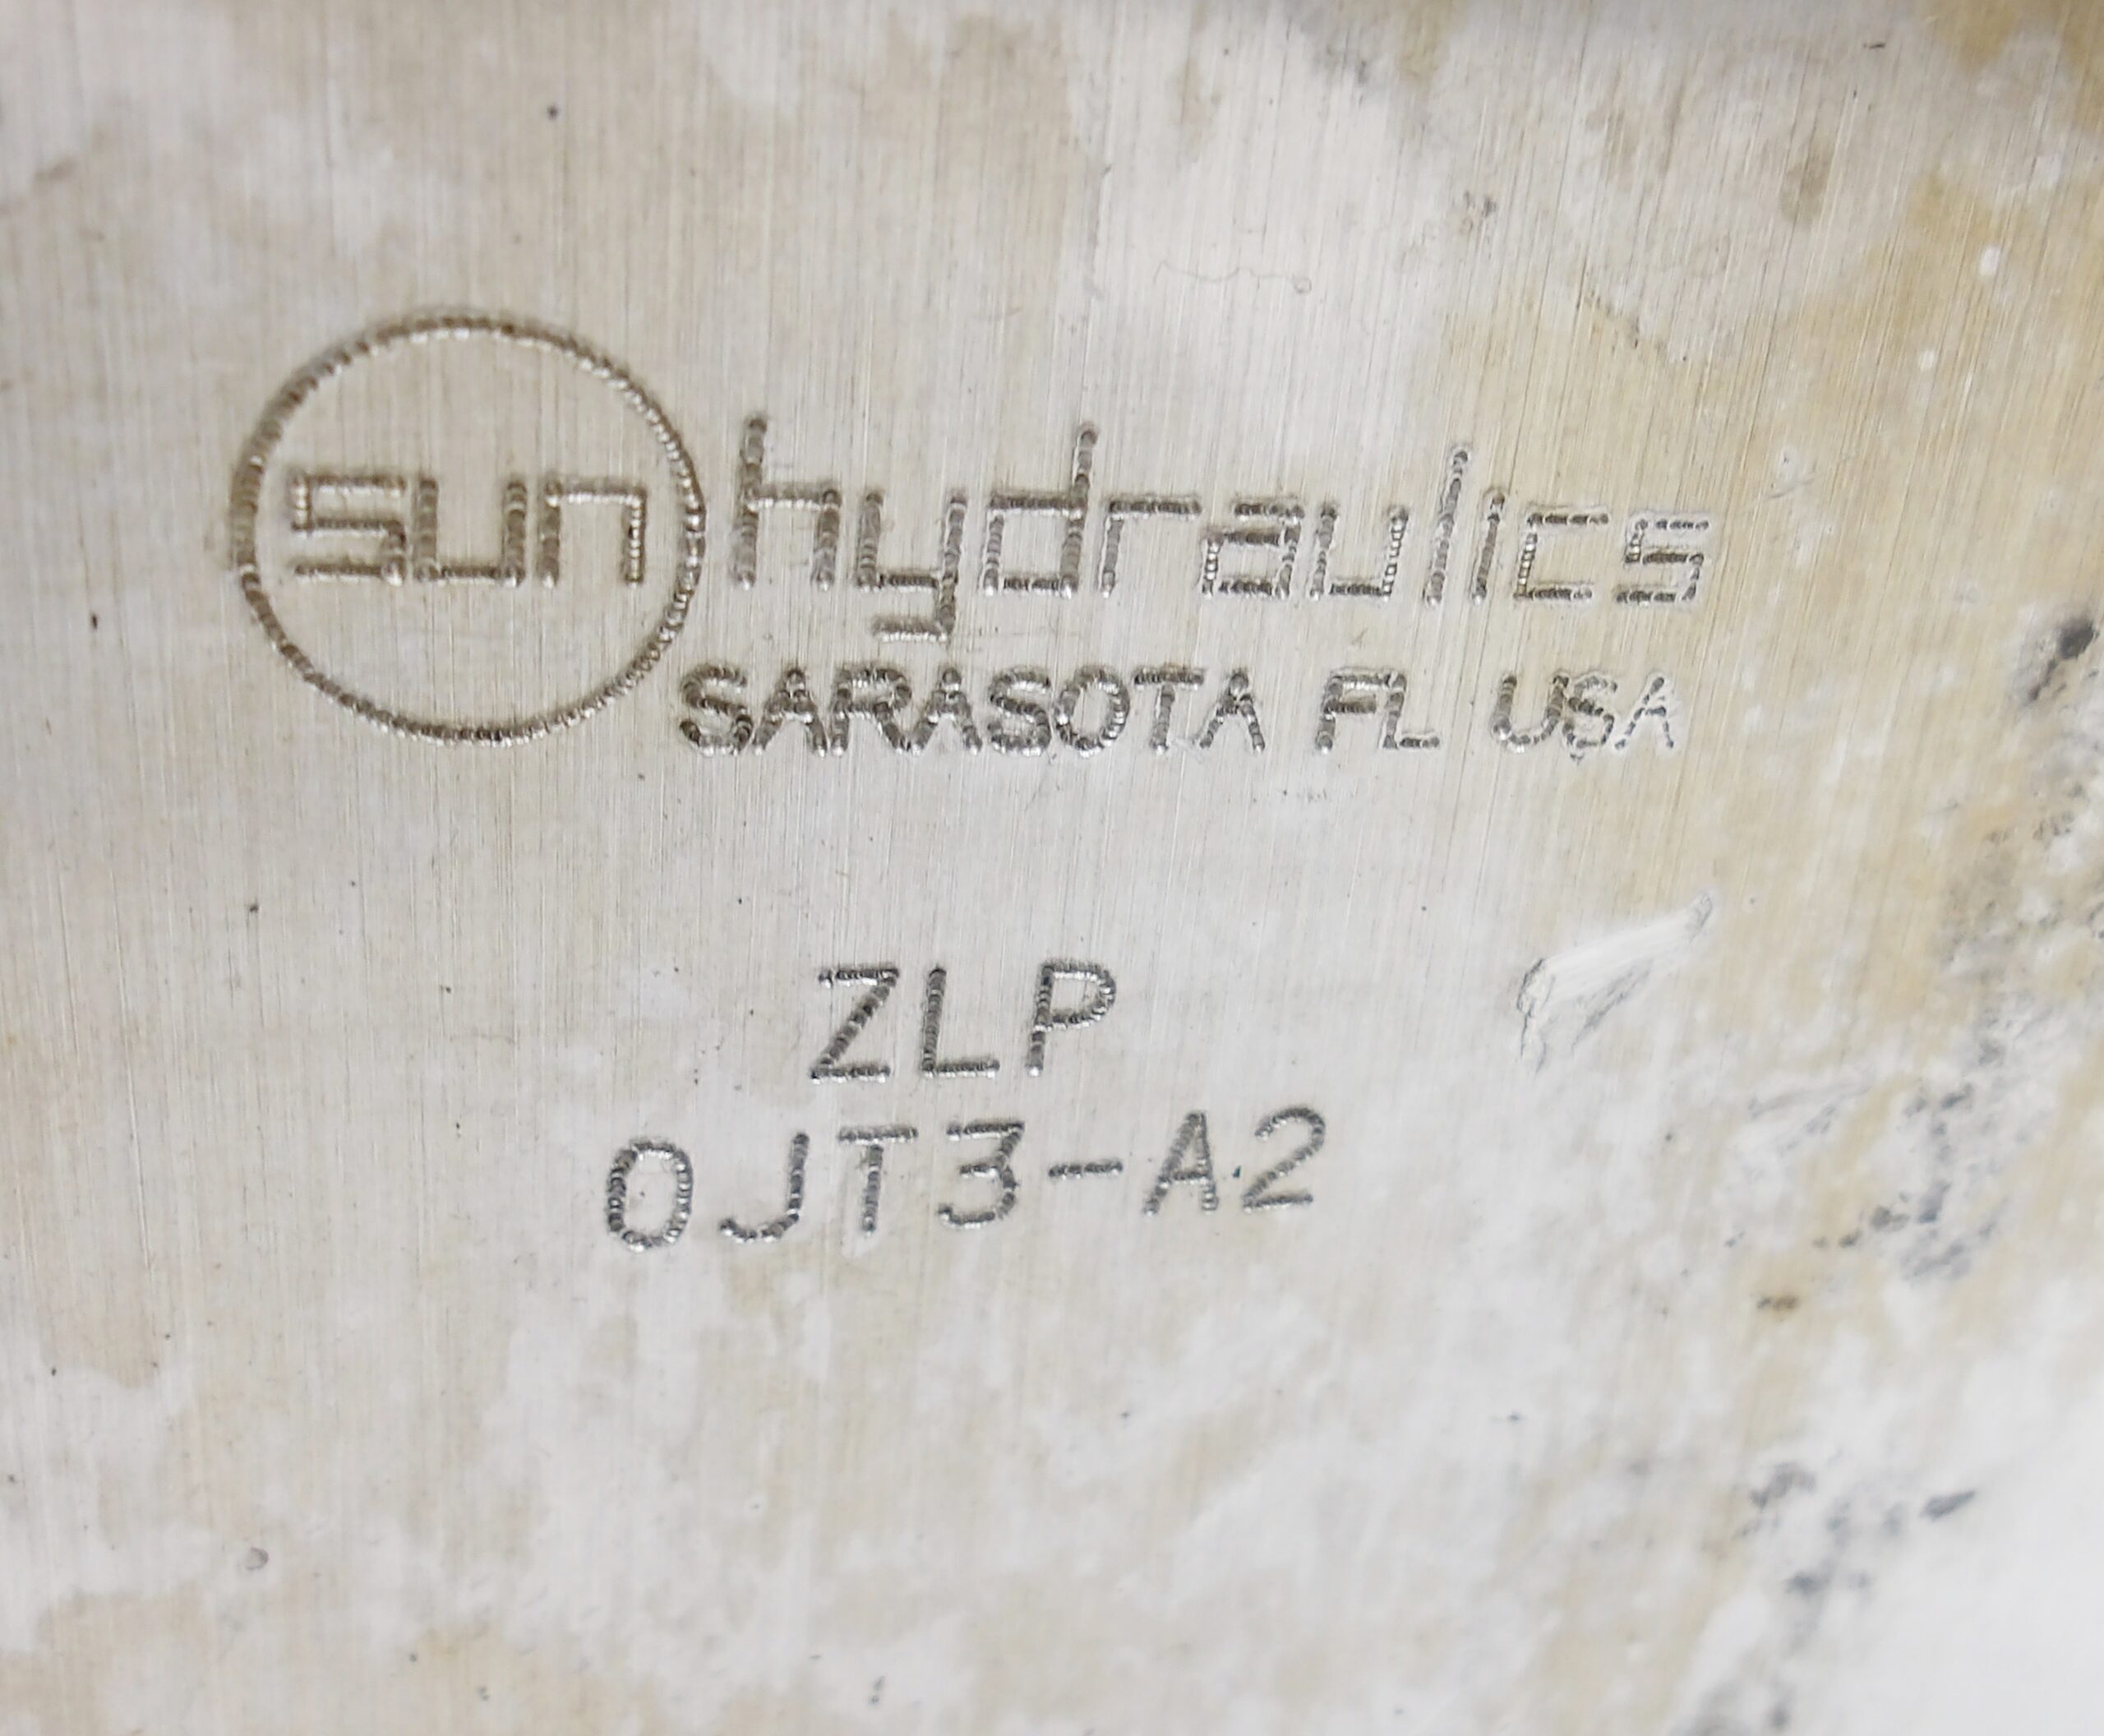 sun hydraulics
SARASOTA FL USA
ZLP
0JT3-A2